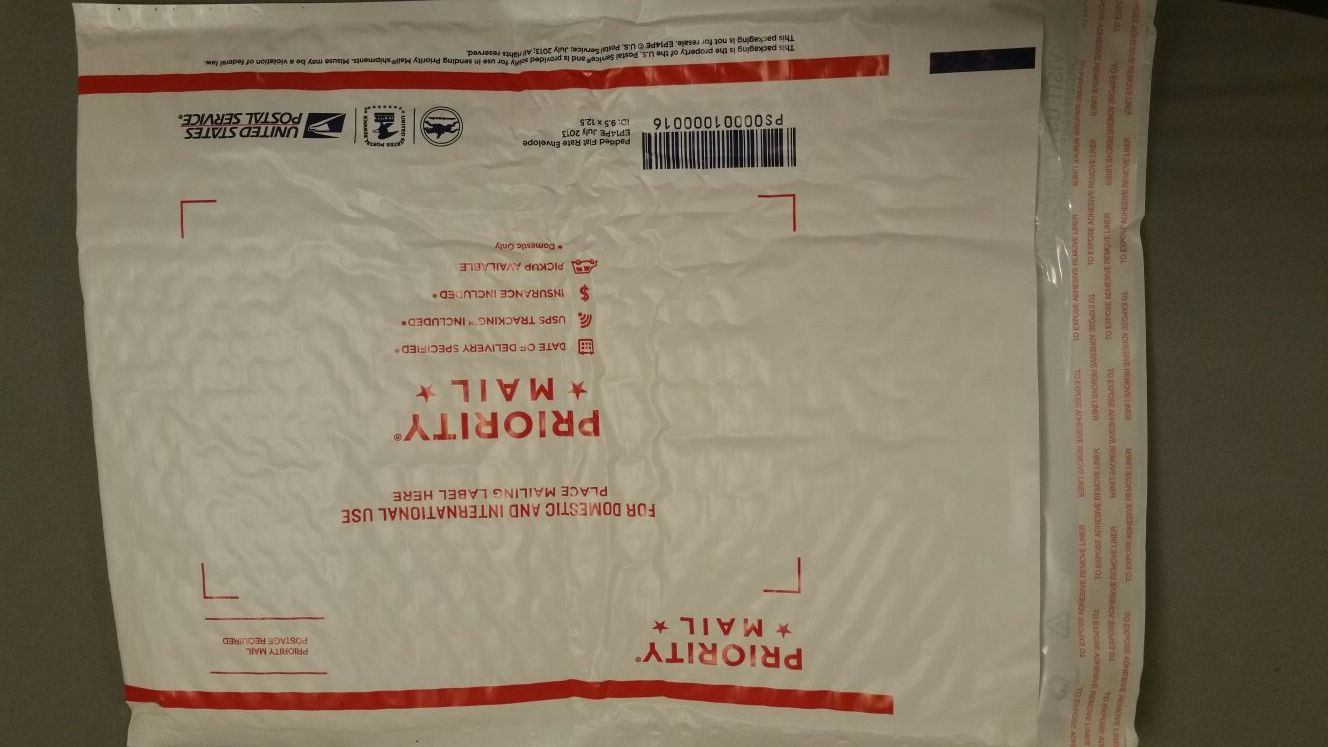 PRIORITY®
★ MAIL ★
PRIORITY MAIL
POSTAGE REQUIRED
FOR DOMESTIC AND INTERNATIONAL USE
PLACE MAILING LABEL HERE
PRIORITY®
★ MAIL ★
DATE OF DELIVERY SPECIFIED*
USPS TRACKING™ INCLUDED*
$ INSURANCE INCLUDED*
PICKUP AVAILABLE
* Domestic Only
PS00001000016
Padded Flat Rate Envelope
EP14PE July 2013
ID: 9.5 x 12.5
UNITED STATES
POSTAL SERVICE®
This packaging is the property of the U.S. Postal Service® and is provided solely for use in sending Priority Mail® shipments. Misuse may be a violation of federal law.
This packaging is not for resale. EP14PE © U.S. Postal Service; July 2013; All rights reserved.
TO EXPOSE ADHESIVE REMOVE LINER